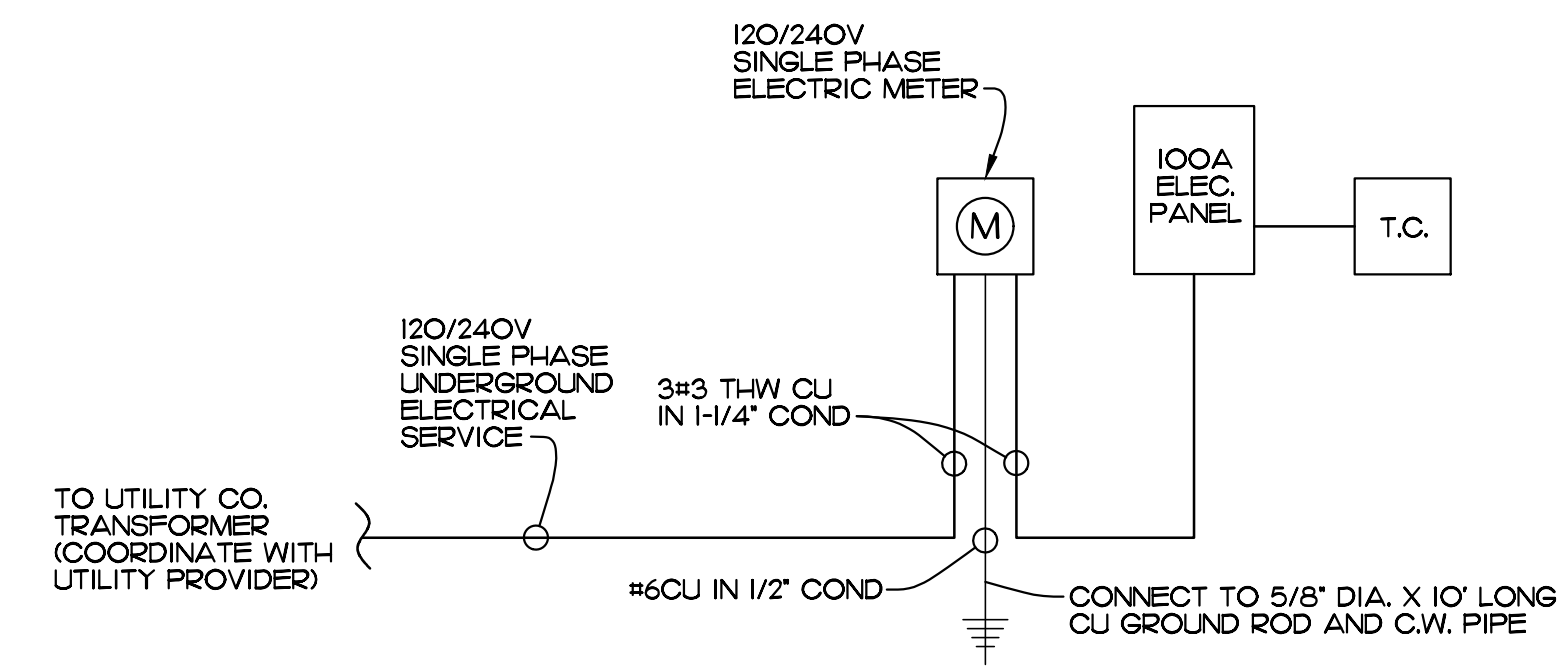 120/240V
SINGLE PHASE
ELECTRIC METER
100A
ELEC.
PANEL
M
T.C.
120/240V
SINGLE PHASE
UNDERGROUND
ELECTRICAL
SERVICE
3#3 THW CU
IN 1-1/4" COND
TO UTILITY CO.
TRANSFORMER
(COORDINATE WITH
UTILITY PROVIDER)
#6CU IN 1/2" COND
CONNECT TO 5/8" DIA. X 10' LONG
CU GROUND ROD AND C.W. PIPE